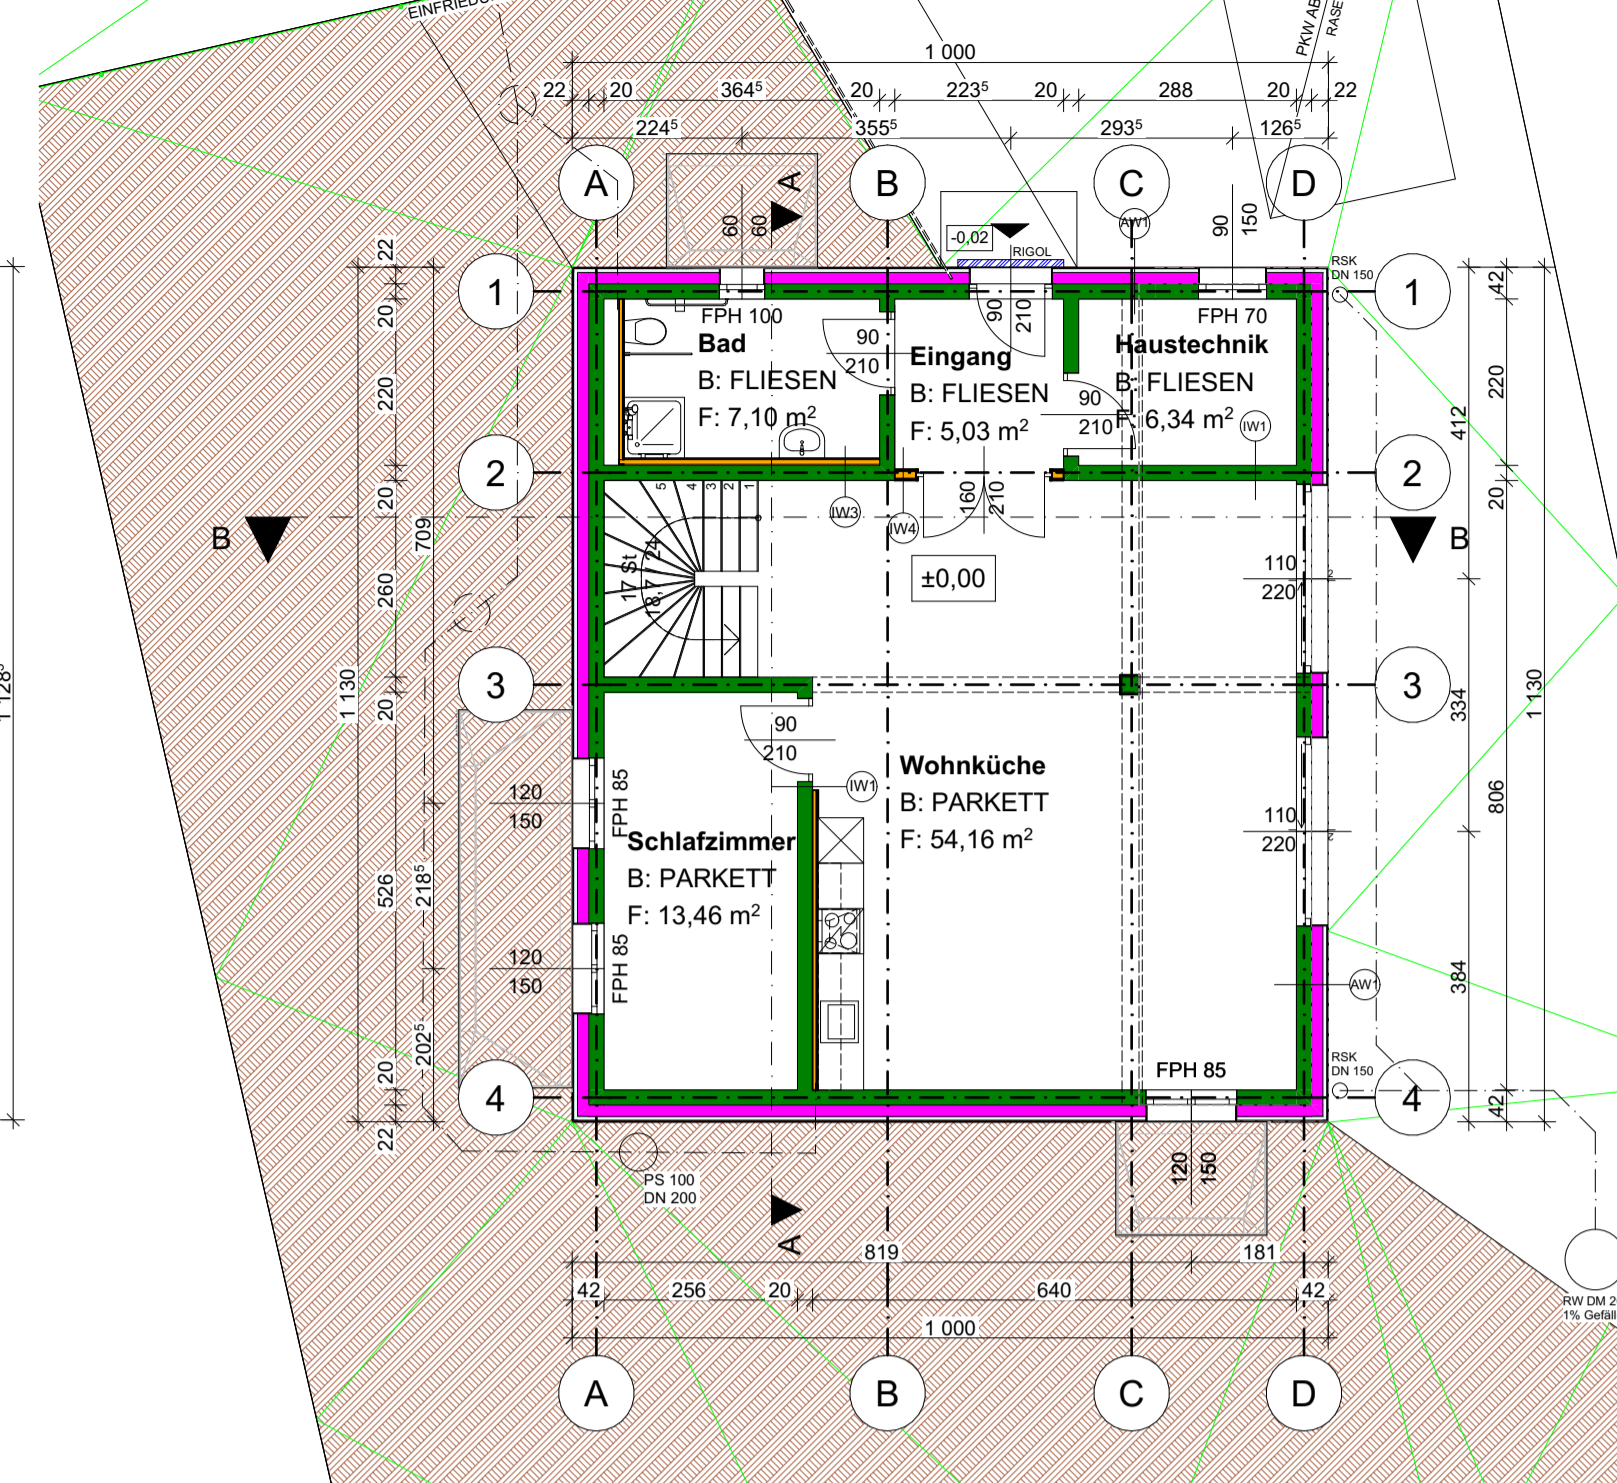 EINFRIEDU
PKW AB
RASE
1 000
22 20 364⁵ 20 223⁵ 20 288 20 22
224⁵ 355⁵ 293⁵ 126⁵
A B C D
A
60
60
-0,02
RIGOL
AW1
90
150
RSK
DN 150
1 1
FPH 100
Bad
B: FLIESEN
F: 7,10 m²
90
210
Eingang
B: FLIESEN
F: 5,03 m²
90
210
FPH 70
Haustechnik
B: FLIESEN
F: 6,34 m²
90
210
IW1
2 2
5 4 3 2 1
17 St
18,7 / 24
IW3
IW4
160
210
±0,00
B B
110
220
2
3 3
90
210
IW1
Wohnküche
B: PARKETT
F: 54,16 m²
110
220
2
120
150
FPH 85
Schlafzimmer
B: PARKETT
F: 13,46 m²
120
150
FPH 85
AW1
FPH 85
RSK
DN 150
4 4
120
150
PS 100
DN 200
A
1 128⁵
1 130
22
20
220
20
260
20
526
20
22
709
218⁵
202⁵
412
334
384
42
220
20
806
42
1 130
819 181
42 256 20 640 42
1 000
RW DM 2
1% Gefäll
A B C D